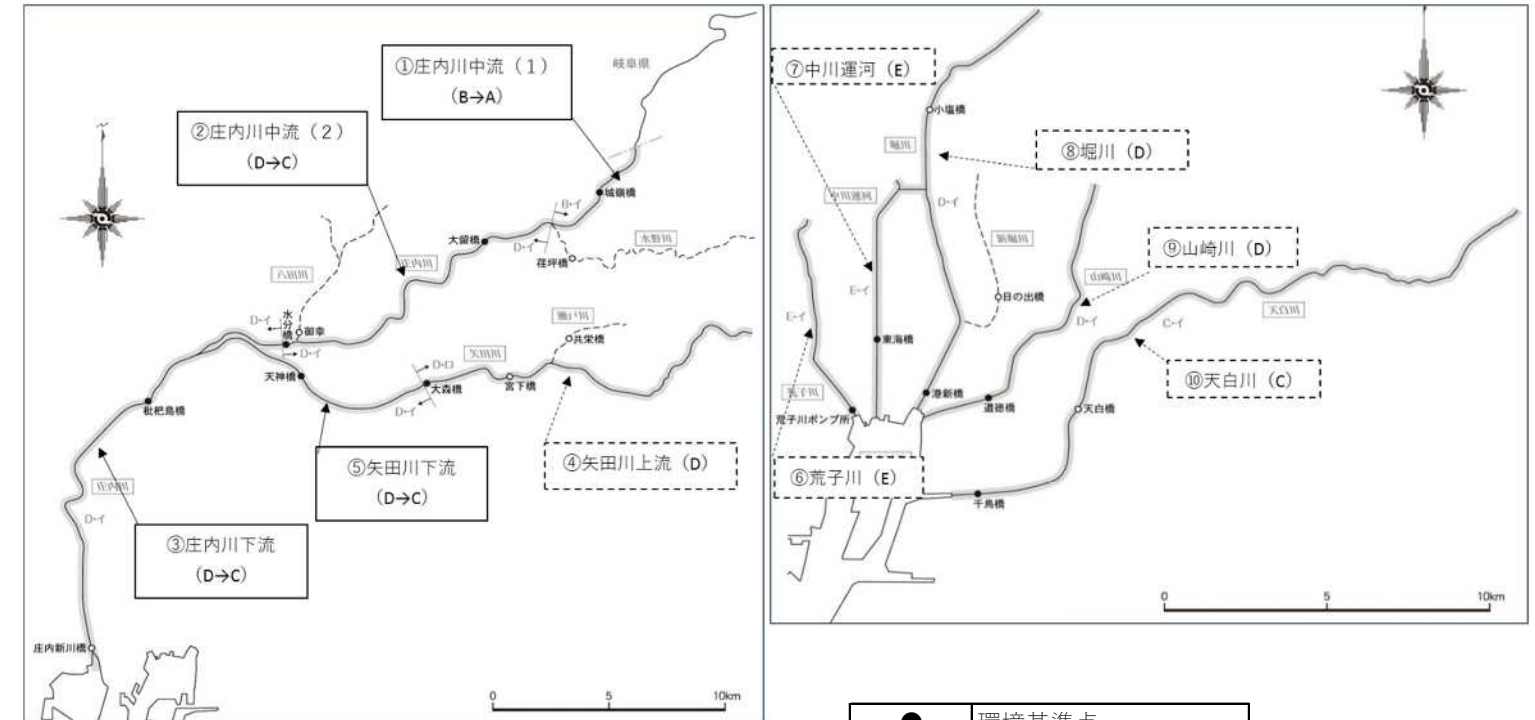 ①庄内川中流（1）
(B→A)
岐阜県
②庄内川中流（２）
(D→C)
城嶺橋
B-イ
大留橋
D-イ
水野川
荏坪橋
庄内川
八田川
水分橋
D-イ
御幸
D-イ
瀬戸川
共栄橋
矢田川
D-ロ
天神橋
大森橋
宮下橋
D-イ
枇杷島橋
⑤矢田川下流
(D→C)
④矢田川上流（D）
庄内川
D-イ
③庄内川下流
(D→C)
庄内新川橋
0 5 10km
⑦中川運河（E）
小塩橋
堀川
⑧堀川（D）
中川運河
D-イ
新堀川
⑨山崎川（D）
山崎川
E-イ
日の出橋
天白川
E-イ
D-イ
C-イ
東海橋
⑩天白川（C）
荒子川
港新橋
道徳橋
天白橋
荒子川ポンプ所
⑥荒子川（E）
千鳥橋
0 5 10km
● 環境基準点